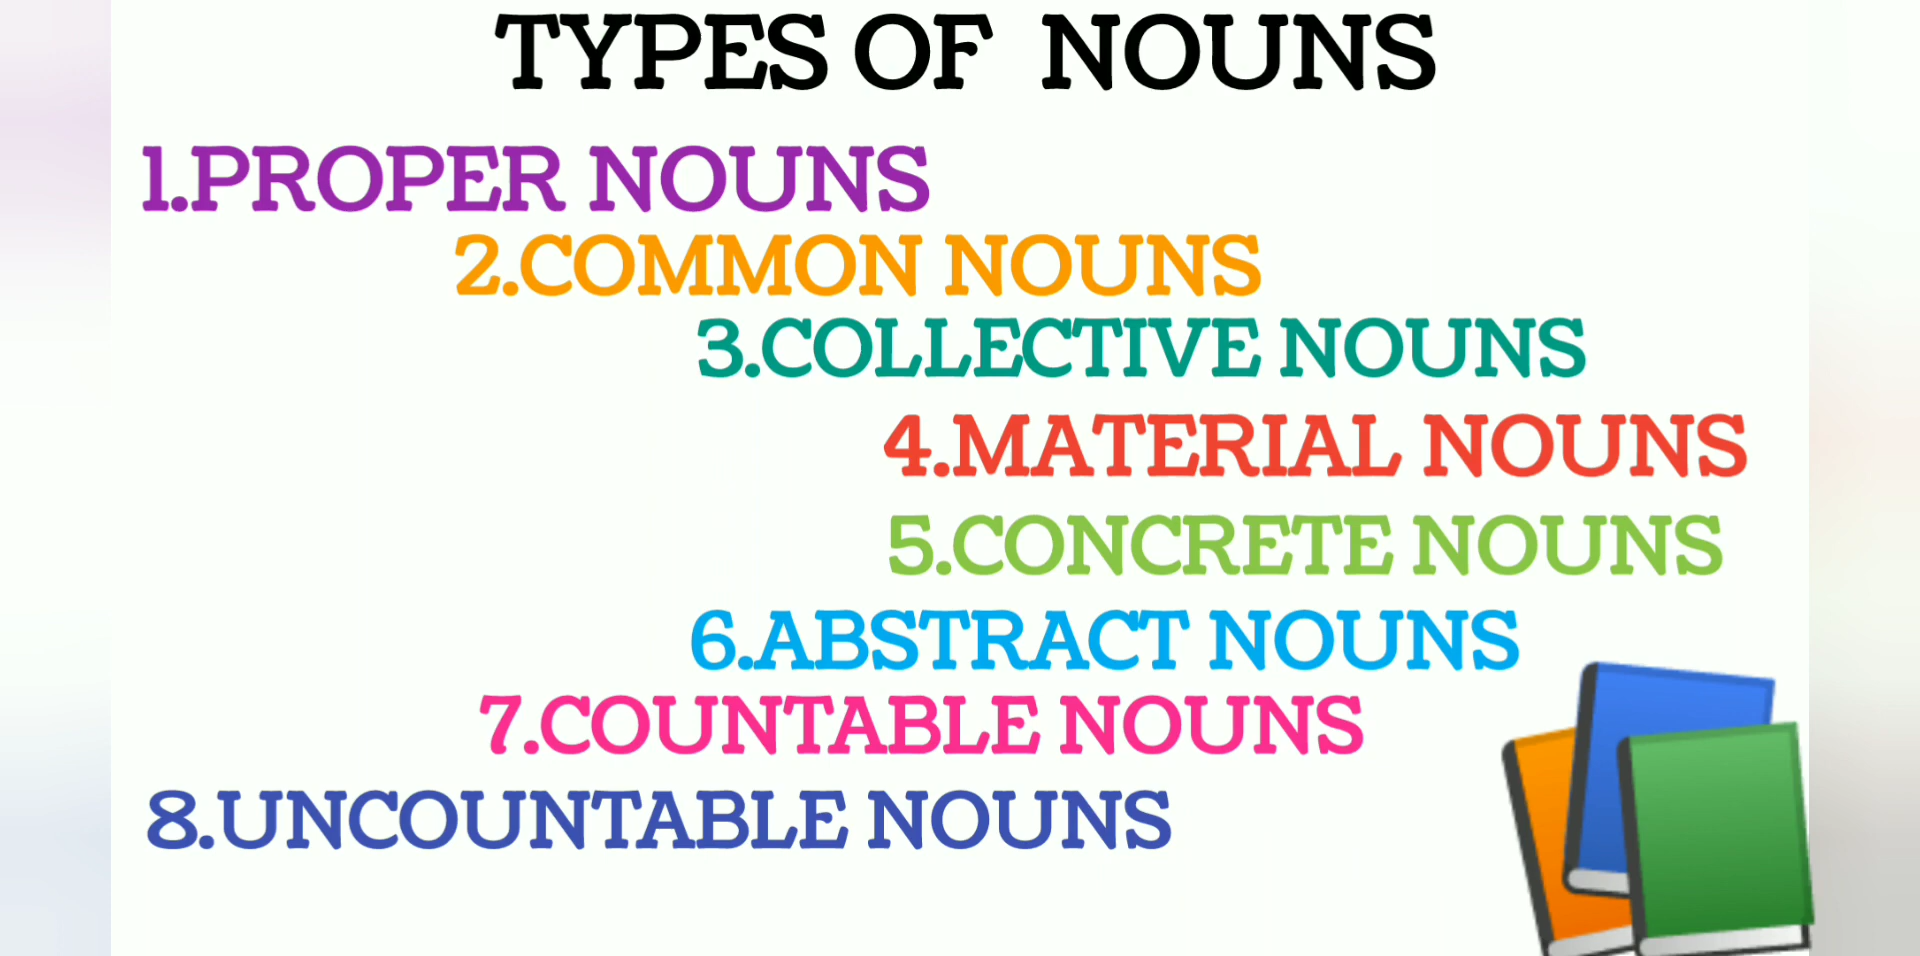 TYPES OF NOUNS
1.PROPER NOUNS
2.COMMON NOUNS
3.COLLECTIVE NOUNS
4.MATERIAL NOUNS
5.CONCRETE NOUNS
6.ABSTRACT NOUNS
7.COUNTABLE NOUNS
8.UNCOUNTABLE NOUNS